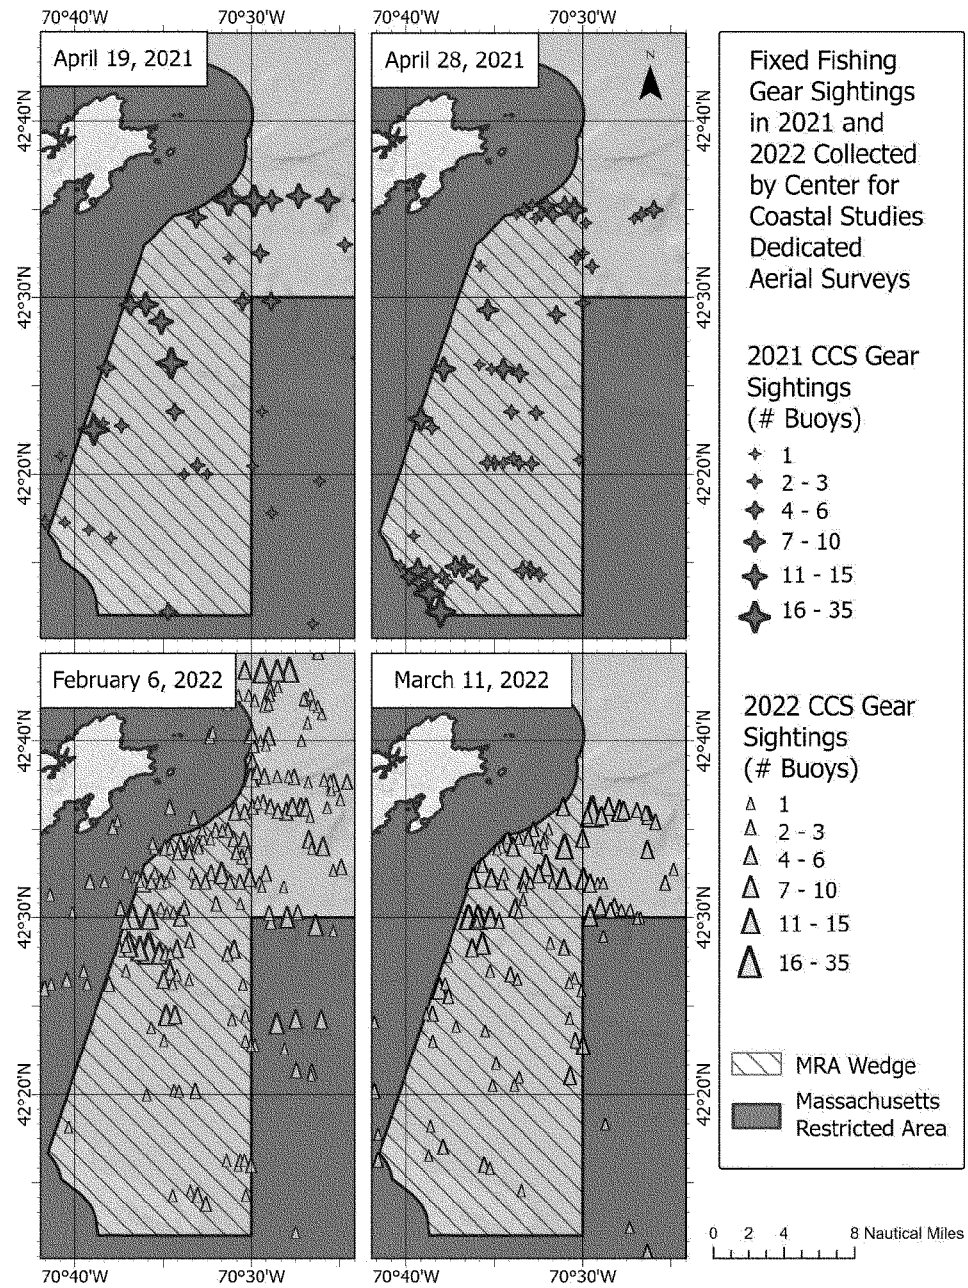 70°40'W
70°30'W
70°40'W
70°30'W
April 19, 2021
April 28, 2021
N
42°40'N
42°30'N
42°20'N
42°40'N
42°30'N
42°20'N
February 6, 2022
March 11, 2022
42°40'N
42°30'N
42°20'N
42°40'N
42°30'N
42°20'N
70°40'W
70°30'W
70°40'W
70°30'W
Fixed Fishing
Gear Sightings
in 2021 and
2022 Collected
by Center for
Coastal Studies
Dedicated
Aerial Surveys
2021 CCS Gear
Sightings
(# Buoys)
1
2 - 3
4 - 6
7 - 10
11 - 15
16 - 35
2022 CCS Gear
Sightings
(# Buoys)
1
2 - 3
4 - 6
7 - 10
11 - 15
16 - 35
MRA Wedge
Massachusetts
Restricted Area
0 2 4 8 Nautical Miles